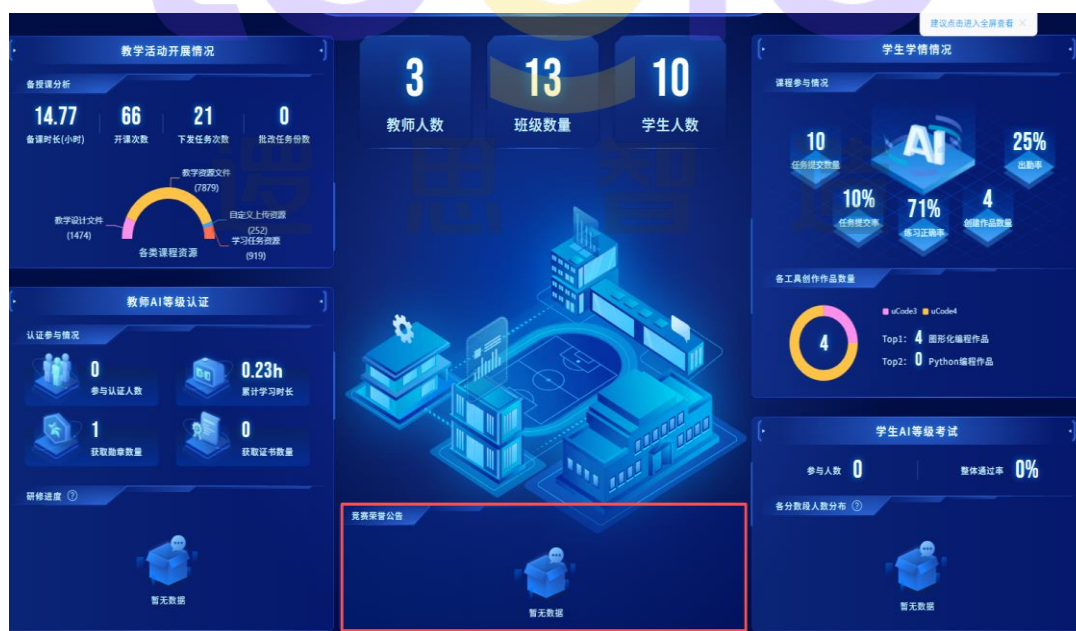 建议点击进入全屏查看 ×
教学活动开展情况
备授课分析
14.77
备课时长(小时)
66
开课次数
21
下发任务次数
0
批改任务份数
教学资源文件
(7879)
教学设计文件
(1474)
自定义上传资源
(252)
学习任务资源
(919)
各类课程资源
教师AI等级认证
认证参与情况
0
参与认证人数
0.23h
累计学习时长
1
获取勋章数量
0
获取证书数量
研修进度 ?
暂无数据
3
教师人数
13
班级数量
10
学生人数
竞赛荣誉公告
暂无数据
学生学情情况
课程参与情况
AI
10
任务提交数量
25%
出勤率
10%
任务提交率
71%
练习正确率
4
创建作品数量
各工具创作作品数量
4
uCode3 uCode4
Top1: 4 图形化编程作品
Top2: 0 Python编程作品
学生AI等级考试
参与人数 0
整体通过率 0%
各分数段人数分布 ?
暂无数据